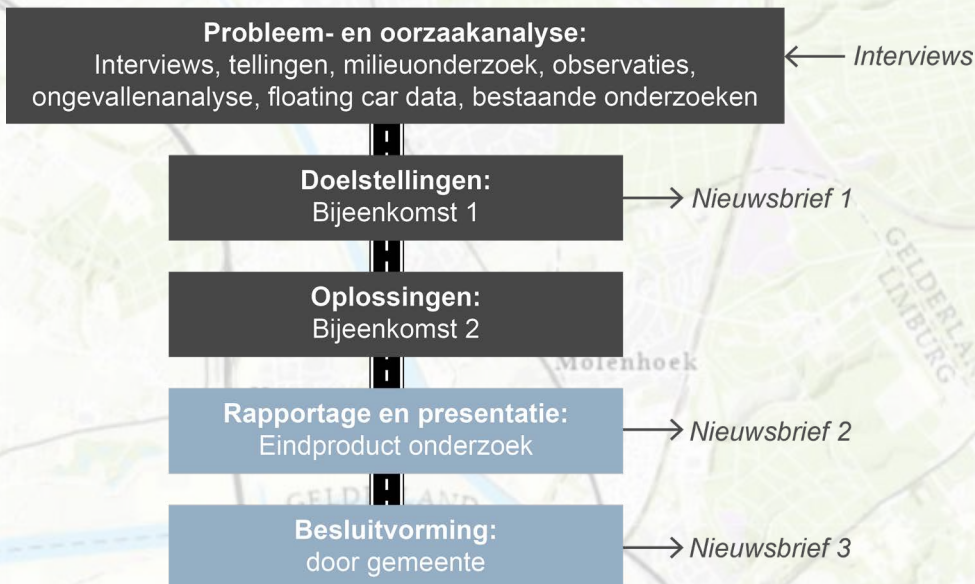 Probleem- en oorzaakanalyse:
Interviews, tellingen, milieuonderzoek, observaties,
ongevallenanalyse, floating car data, bestaande onderzoeken
Interviews
Doelstellingen:
Bijeenkomst 1
Nieuwsbrief 1
GELDERLAND
LIMBURG
Oplossingen:
Bijeenkomst 2
Molenhoek
Rapportage en presentatie:
Eindproduct onderzoek
Nieuwsbrief 2
GELDERLAND
Besluitvorming:
door gemeente
Nieuwsbrief 3